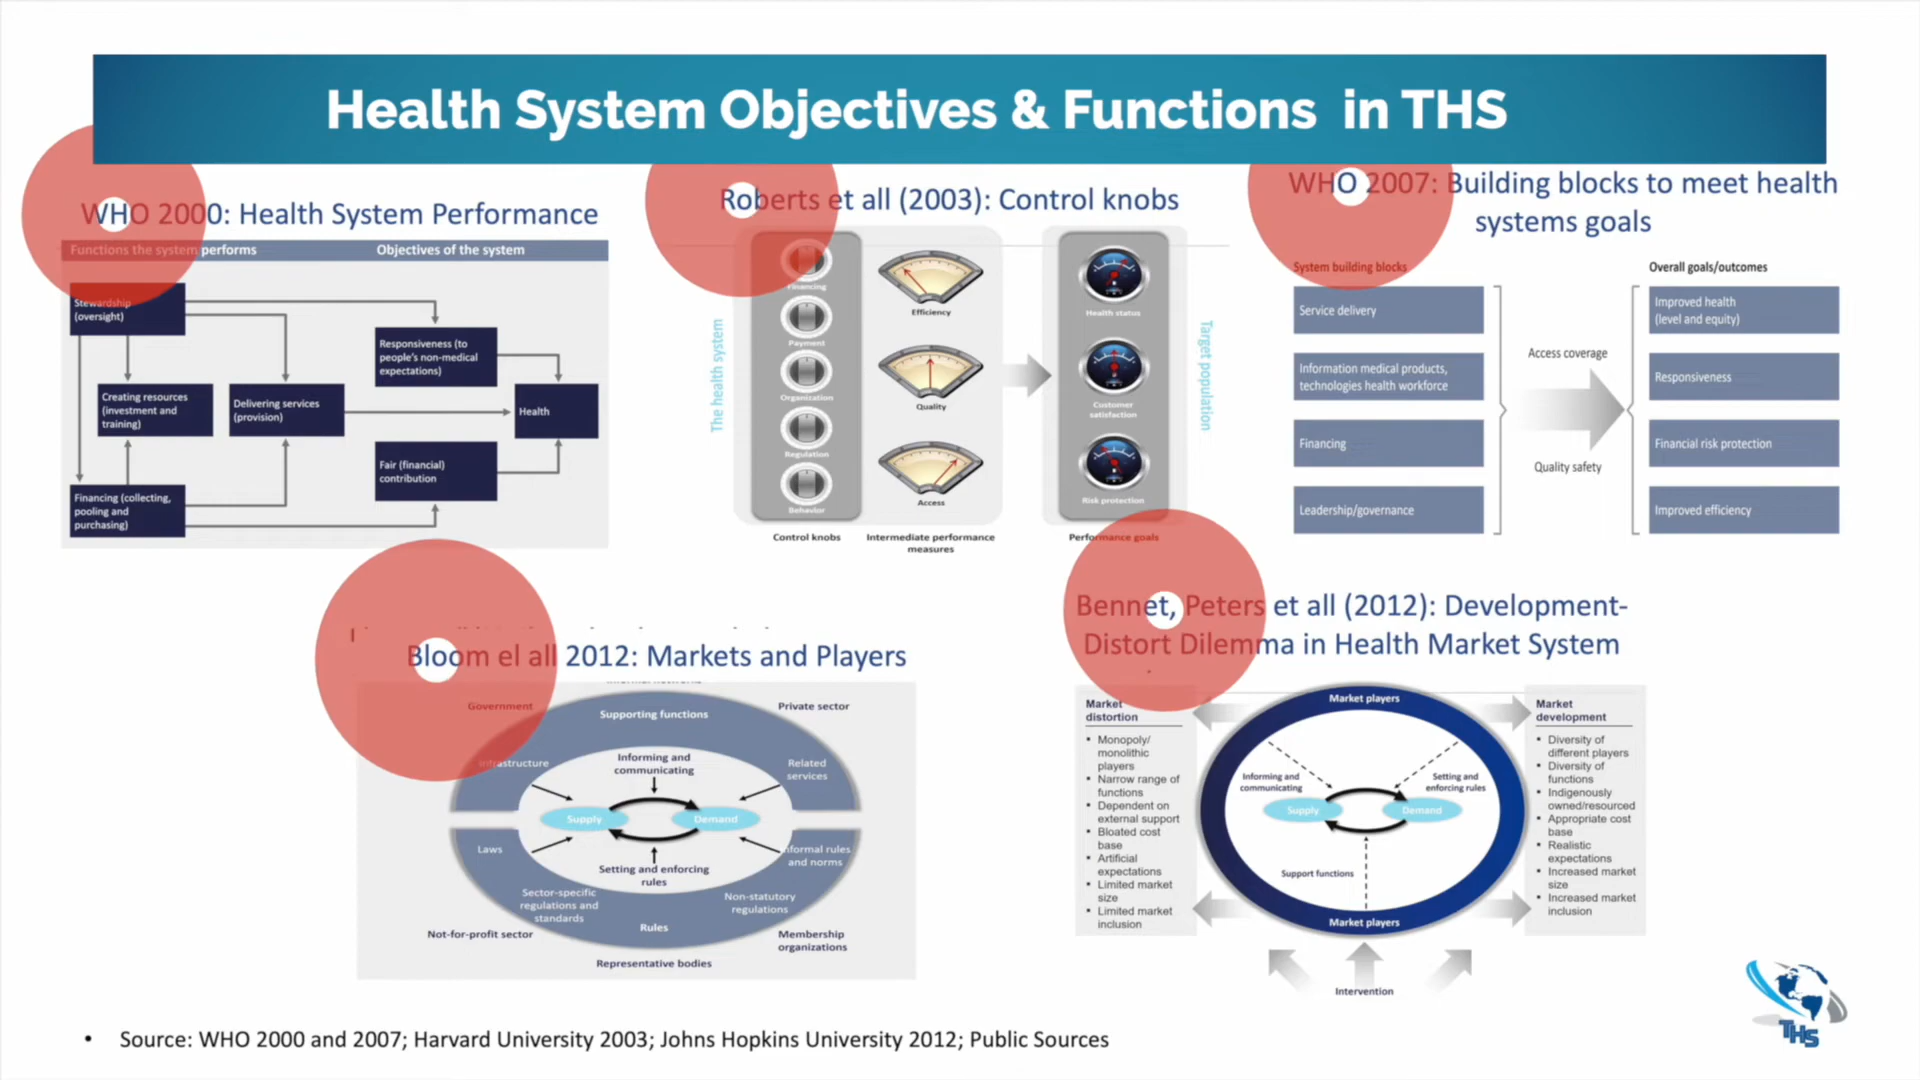 Health System Objectives & Functions in THS
WHO 2000: Health System Performance
Functions the system performs
Objectives of the system
Stewardship
(oversight)
Creating resources
(investment and
training)
Delivering services
(provision)
Financing (collecting,
pooling and
purchasing)
Responsiveness (to
people's non-medical
expectations)
Fair (financial)
contribution
Health
Roberts et all (2003): Control knobs
The health system
Financing
Payment
Organization
Regulation
Behavior
Efficiency
Quality
Access
Health status
Customer
satisfaction
Risk protection
Target population
Control knobs
Intermediate performance
measures
Performance goals
WHO 2007: Building blocks to meet health
systems goals
System building blocks
Service delivery
Information medical products,
technologies health workforce
Financing
Leadership/governance
Access coverage
Quality safety
Overall goals/outcomes
Improved health
(level and equity)
Responsiveness
Financial risk protection
Improved efficiency
Bloom el all 2012: Markets and Players
Government
Private sector
Supporting functions
Infrastructure
Informing and
communicating
Related
services
Supply
Demand
Laws
Setting and enforcing
rules
Informal rules
and norms
Sector-specific
regulations and
standards
Non-statutory
regulations
Rules
Not-for-profit sector
Membership
organizations
Representative bodies
Bennet, Peters et all (2012): Development-
Distort Dilemma in Health Market System
Market
distortion
• Monopoly/
monolithic
players
• Narrow range of
functions
• Dependent on
external support
• Bloated cost
base
• Artificial
expectations
• Limited market
size
• Limited market
inclusion
Market players
Informing and
communicating
Setting and
enforcing rules
Supply
Demand
Support functions
Market players
Intervention
Market
development
• Diversity of
different players
• Diversity of
functions
• Indigenously
owned/resourced
• Appropriate cost
base
• Realistic
expectations
• Increased market
size
• Increased market
inclusion
• Source: WHO 2000 and 2007; Harvard University 2003; Johns Hopkins University 2012; Public Sources
THS